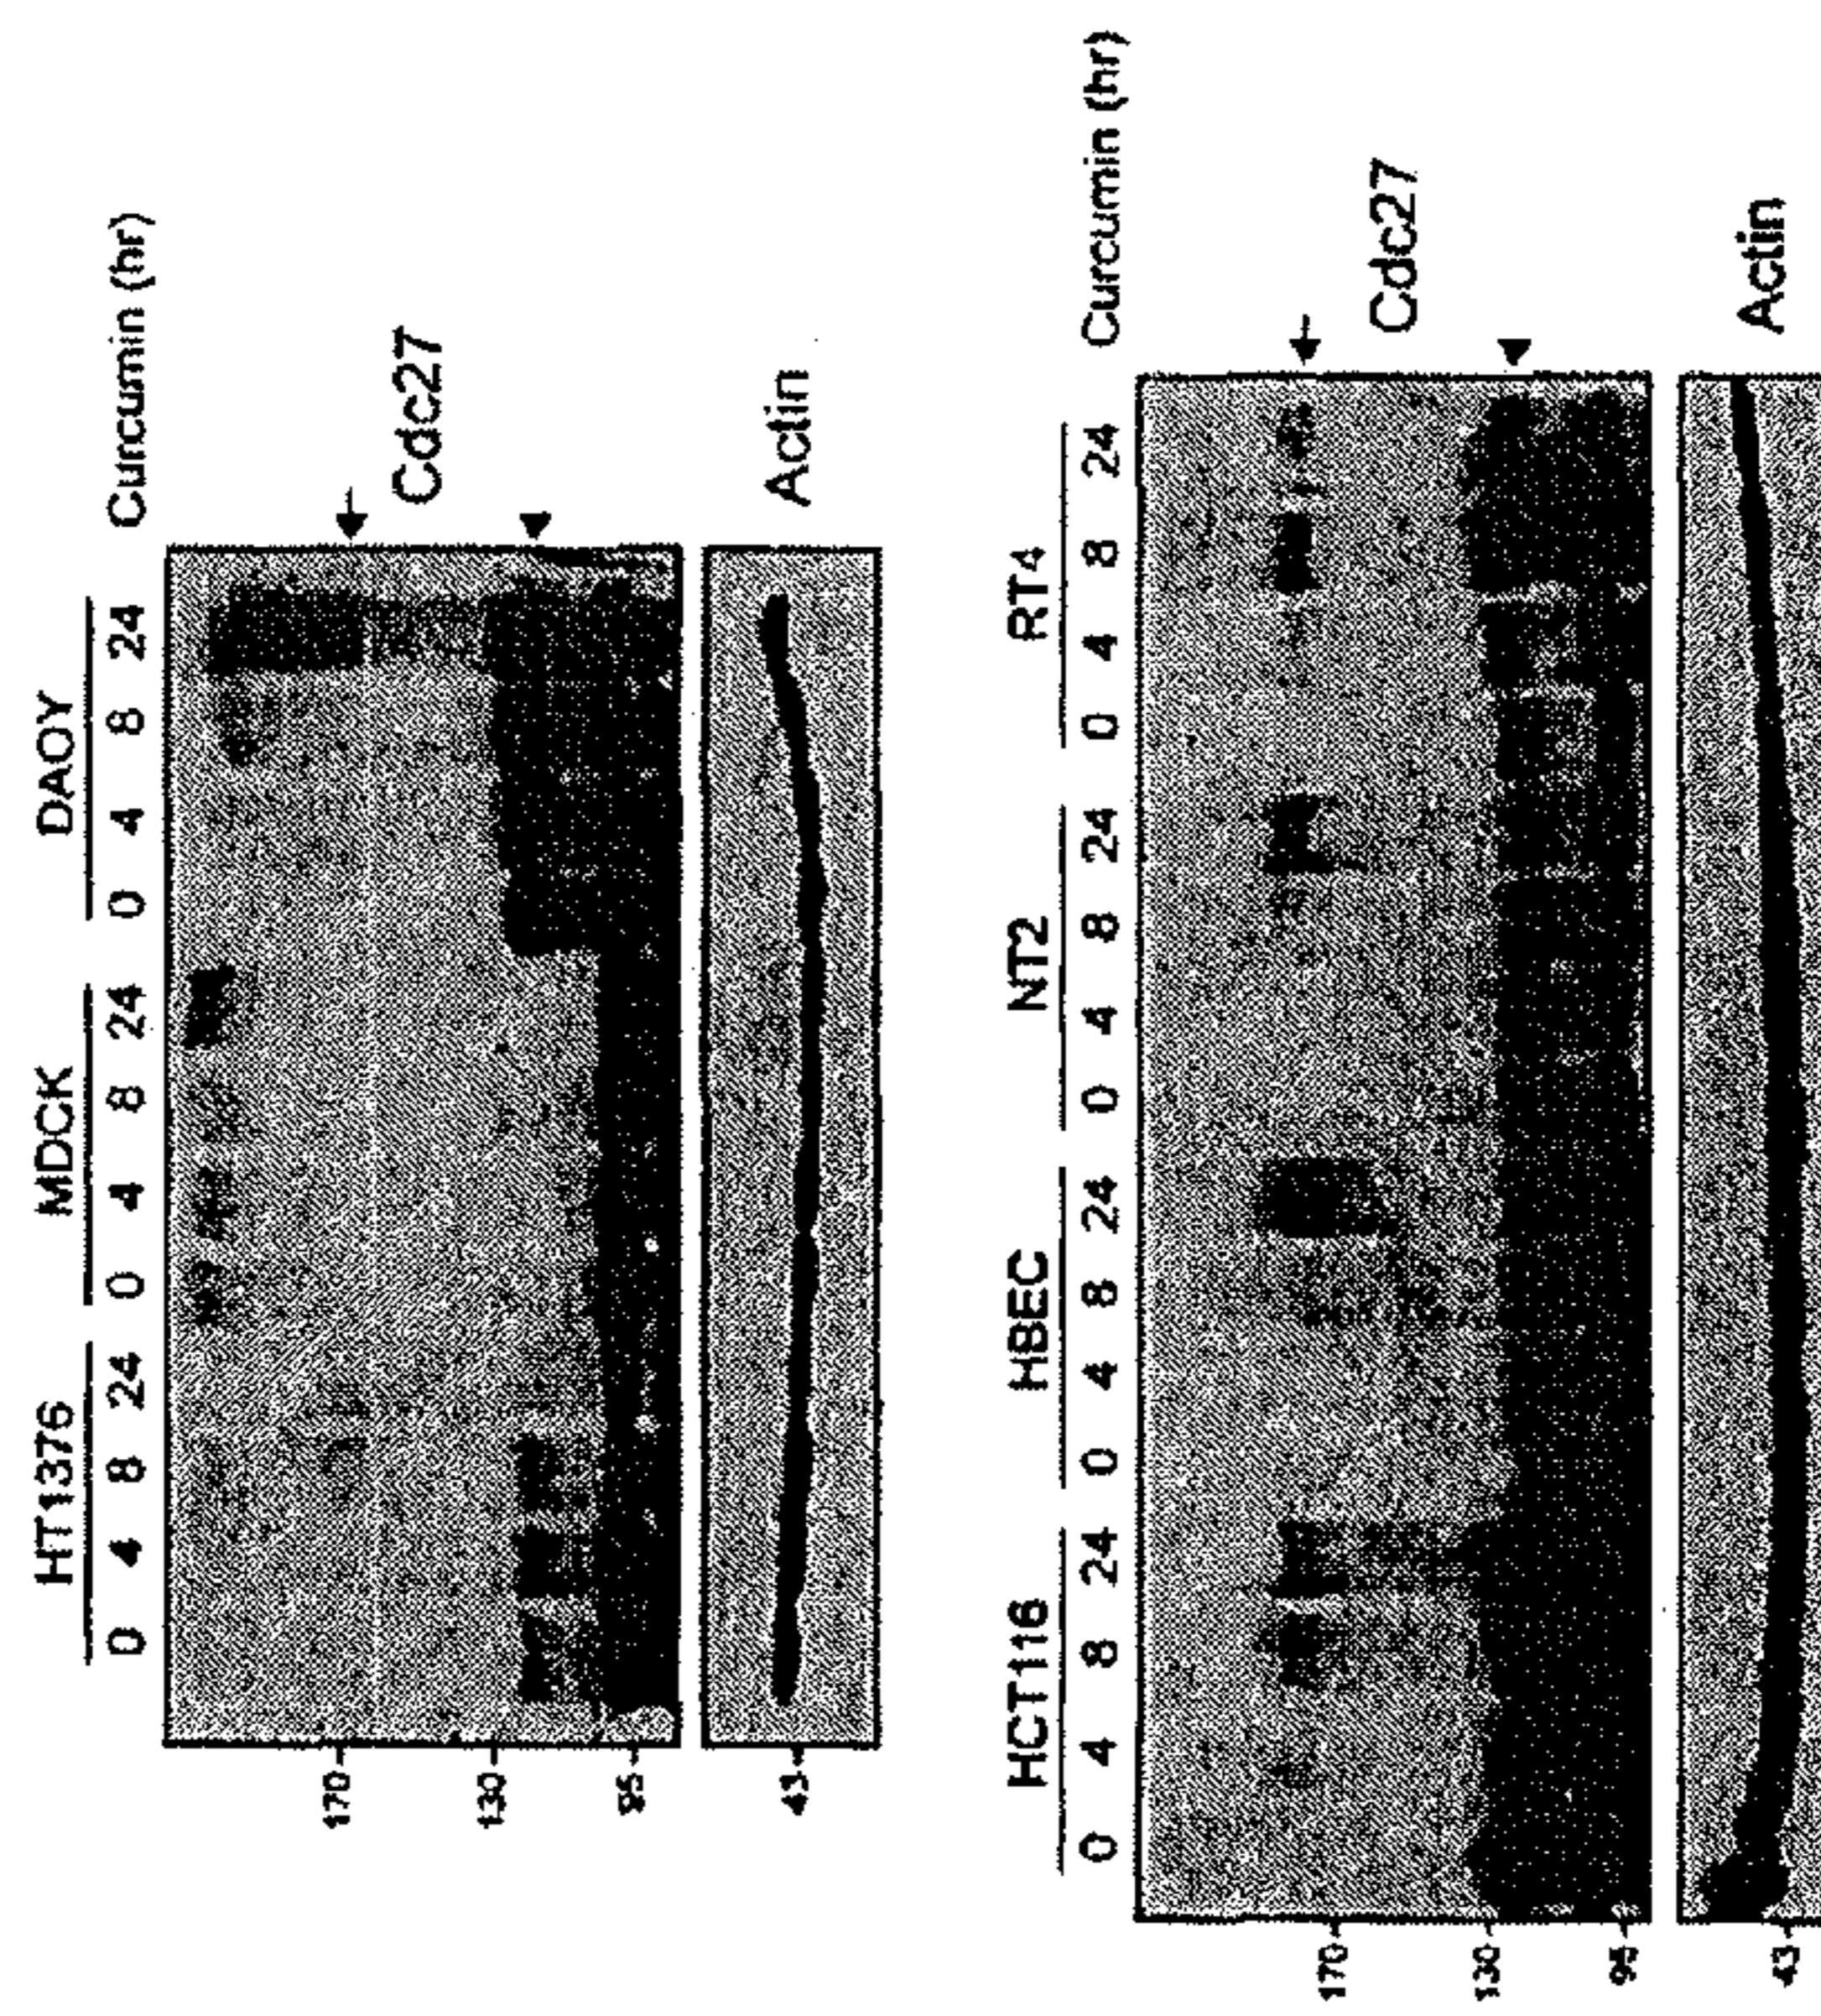 HT1376 MDCK DAOY
0 4 8 24 0 4 8 24 0 4 8 24 Curcumin (hr)
170
Cdc27
130
95
43
Actin
HCT116 HBEC NT2 RT4
0 4 8 24 0 4 8 24 0 4 8 24 0 4 8 24 Curcumin (hr)
170
Cdc27
130
95
43
Actin